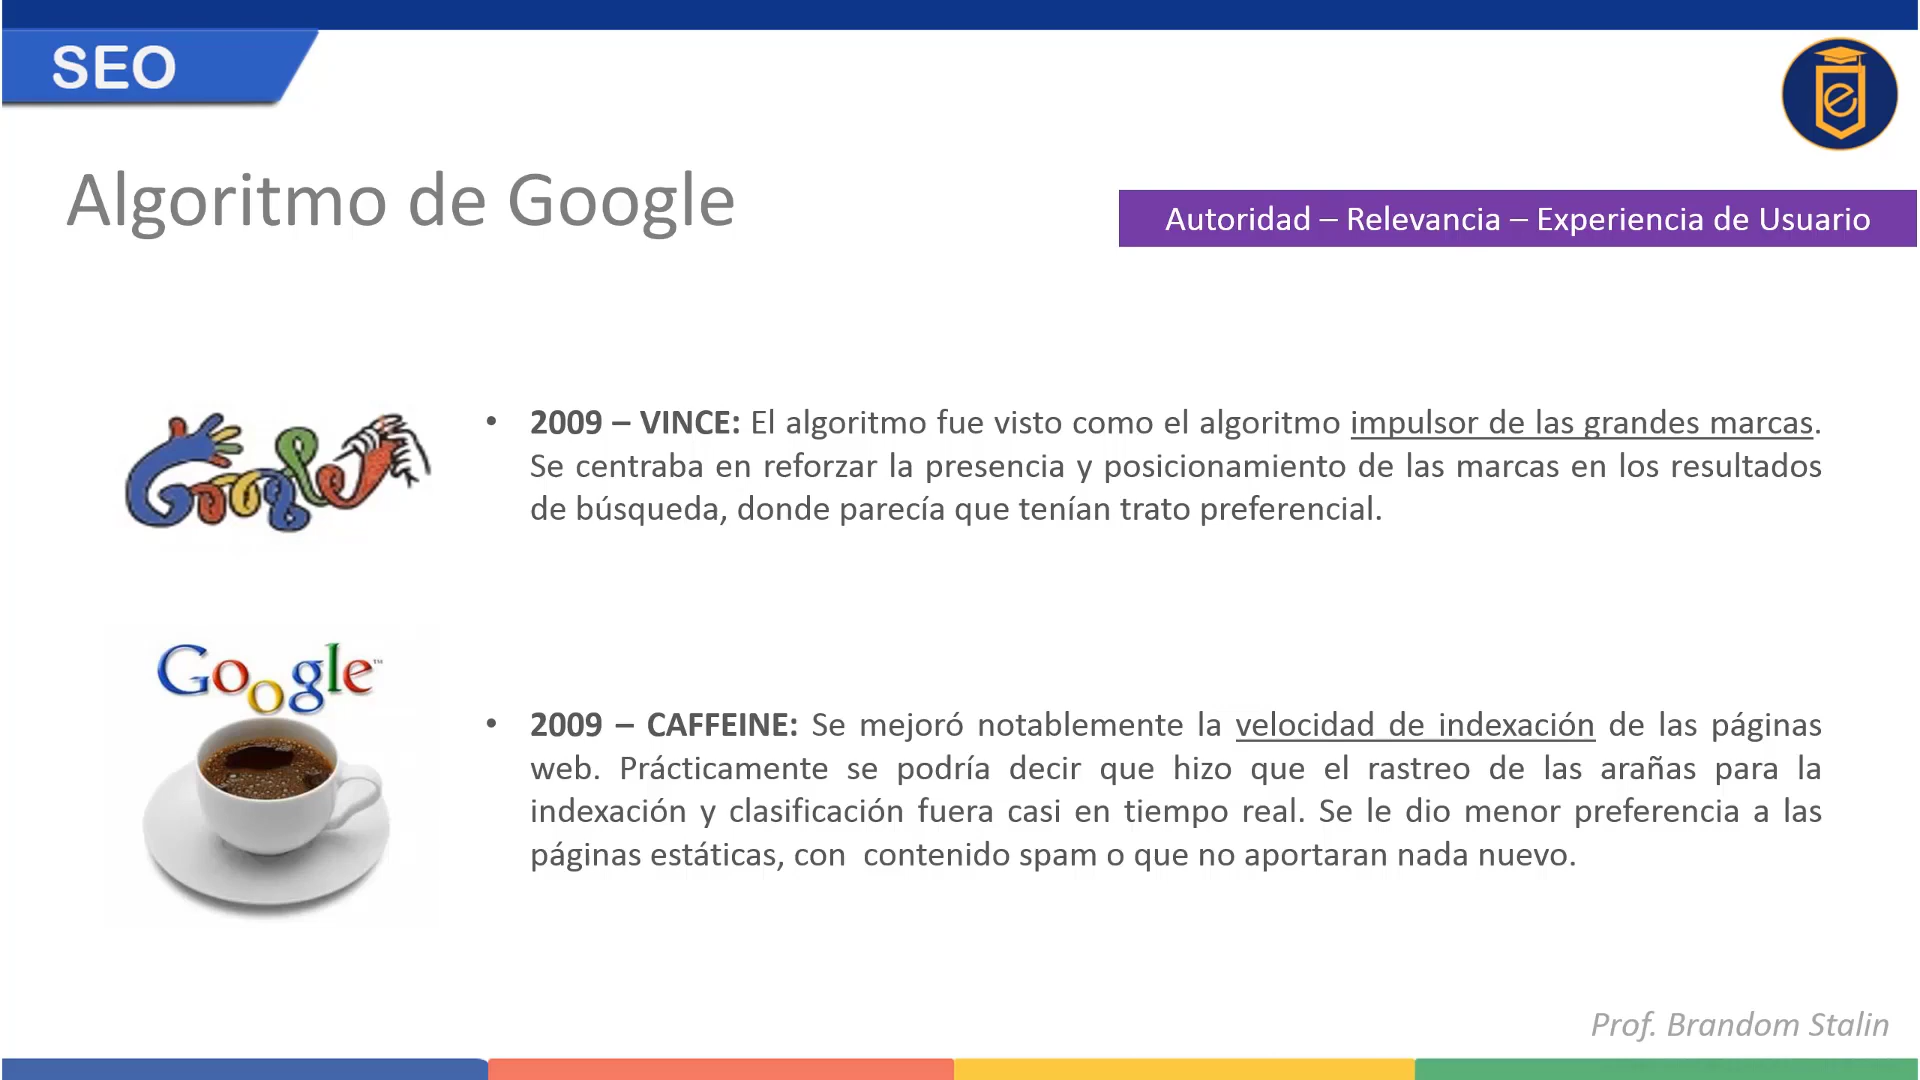 SEO
Algoritmo de Google
Autoridad – Relevancia – Experiencia de Usuario
Google
• 2009 – VINCE: El algoritmo fue visto como el algoritmo impulsor de las grandes marcas.
Se centraba en reforzar la presencia y posicionamiento de las marcas en los resultados
de búsqueda, donde parecía que tenían trato preferencial.
Google™
• 2009 – CAFFEINE: Se mejoró notablemente la velocidad de indexación de las páginas
web. Prácticamente se podría decir que hizo que el rastreo de las arañas para la
indexación y clasificación fuera casi en tiempo real. Se le dio menor preferencia a las
páginas estáticas, con  contenido spam o que no aportaran nada nuevo.
Prof. Brandom Stalin